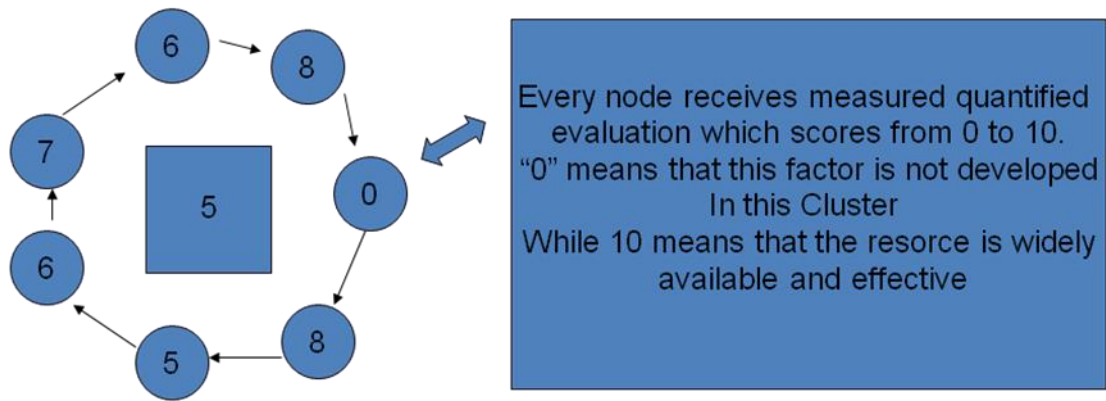 6
8
7
0
5
6
8
5
Every node receives measured quantified
evaluation which scores from 0 to 10.
“0” means that this factor is not developed
In this Cluster
While 10 means that the resorce is widely
available and effective